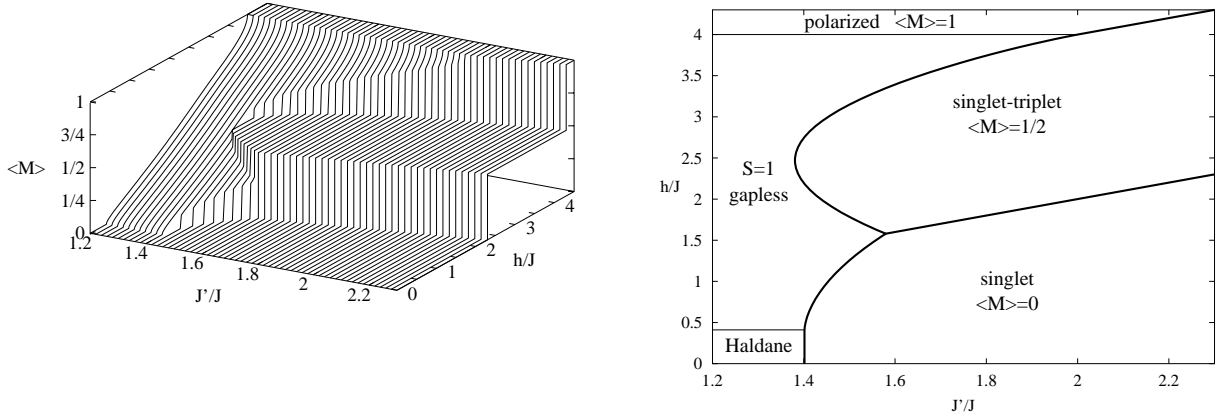 1
3/4
<M> 1/2
1/4
0
1.2
1.4
1.6
1.8
2
2.2
J'/J
0
1
2
3
4
h/J
polarized <M>=1
singlet-triplet
<M>=1/2
S=1
gapless
singlet
<M>=0
Haldane
4
3.5
3
2.5
2
1.5
1
0.5
0
h/J
1.2 1.4 1.6 1.8 2 2.2
J'/J